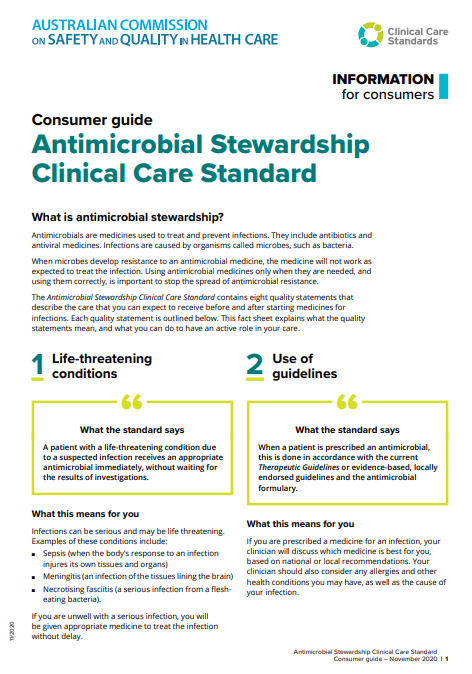 AUSTRALIAN COMMISSION
ON SAFETY AND QUALITY IN HEALTH CARE
Clinical Care
Standards
INFORMATION
for consumers
Consumer guide
Antimicrobial Stewardship
Clinical Care Standard
What is antimicrobial stewardship?
Antimicrobials are medicines used to treat and prevent infections. They include antibiotics and
antiviral medicines. Infections are caused by organisms called microbes, such as bacteria.
When microbes develop resistance to an antimicrobial medicine, the medicine will not work as
expected to treat the infection. Using antimicrobial medicines only when they are needed, and
using them correctly, is important to stop the spread of antimicrobial resistance.
The Antimicrobial Stewardship Clinical Care Standard contains eight quality statements that
describe the care that you can expect to receive before and after starting medicines for
infections. Each quality statement is outlined below. This fact sheet explains what the quality
statements mean, and what you can do to have an active role in your care.
1 Life-threatening
conditions
“
What the standard says
A patient with a life-threatening condition due
to a suspected infection receives an appropriate
antimicrobial immediately, without waiting for
the results of investigations.
What this means for you
Infections can be serious and may be life threatening.
Examples of these conditions include:
▪ Sepsis (when the body's response to an infection
injures its own tissues and organs)
▪ Meningitis (an infection of the tissues lining the brain)
▪ Necrotising fasciitis (a serious infection from a flesh-
eating bacteria).
If you are unwell with a serious infection, you will
be given appropriate medicine to treat the infection
without delay.
2 Use of
guidelines
“
What the standard says
When a patient is prescribed an antimicrobial,
this is done in accordance with the current
Therapeutic Guidelines or evidence-based, locally
endorsed guidelines and the antimicrobial
formulary.
What this means for you
If you are prescribed a medicine for an infection, your
clinician will discuss which medicine is best for you,
based on national or local recommendations. Your
clinician should also consider any allergies and other
health conditions you may have, as well as the cause of
your infection.
11/2020
Antimicrobial Stewardship Clinical Care Standard
Consumer guide – November 2020 | 1